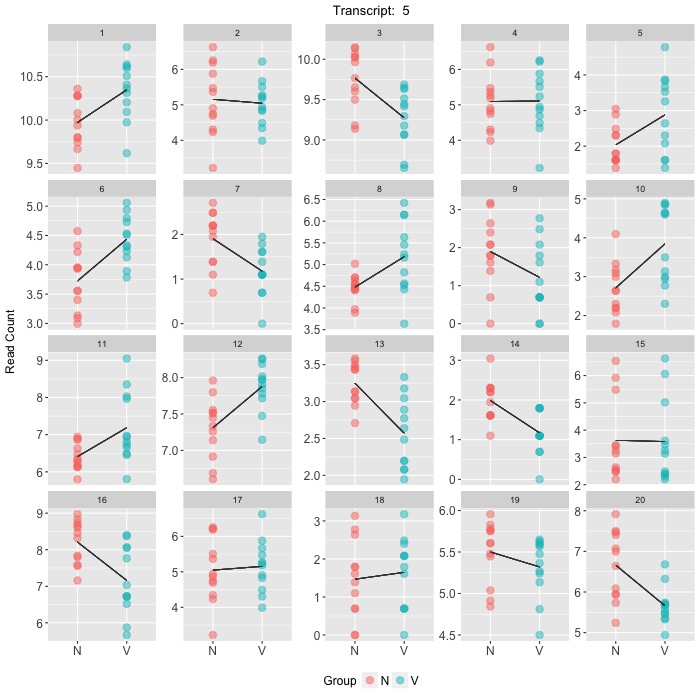 Transcript: 5
1 2 3 4 5
10.5 10.0 9.5
6 5 4
10.0 9.5 9.0
6 5 4
4 3 2
6 7 8 9 10
5.0 4.5 4.0 3.5 3.0
2 1 0
6.5 6.0 5.5 5.0 4.5 4.0 3.5
3 2 1 0
5 4 3 2
Read Count
11 12 13 14 15
9 8 7 6
8.0 7.5 7.0
3.5 3.0 2.5 2.0
3 2 1 0
6 5 4 3 2
16 17 18 19 20
9 8 7 6
6 5 4
3 2 1 0
6.0 5.5 5.0 4.5
8 7 6 5
N V N V N V N V N V
Group N V